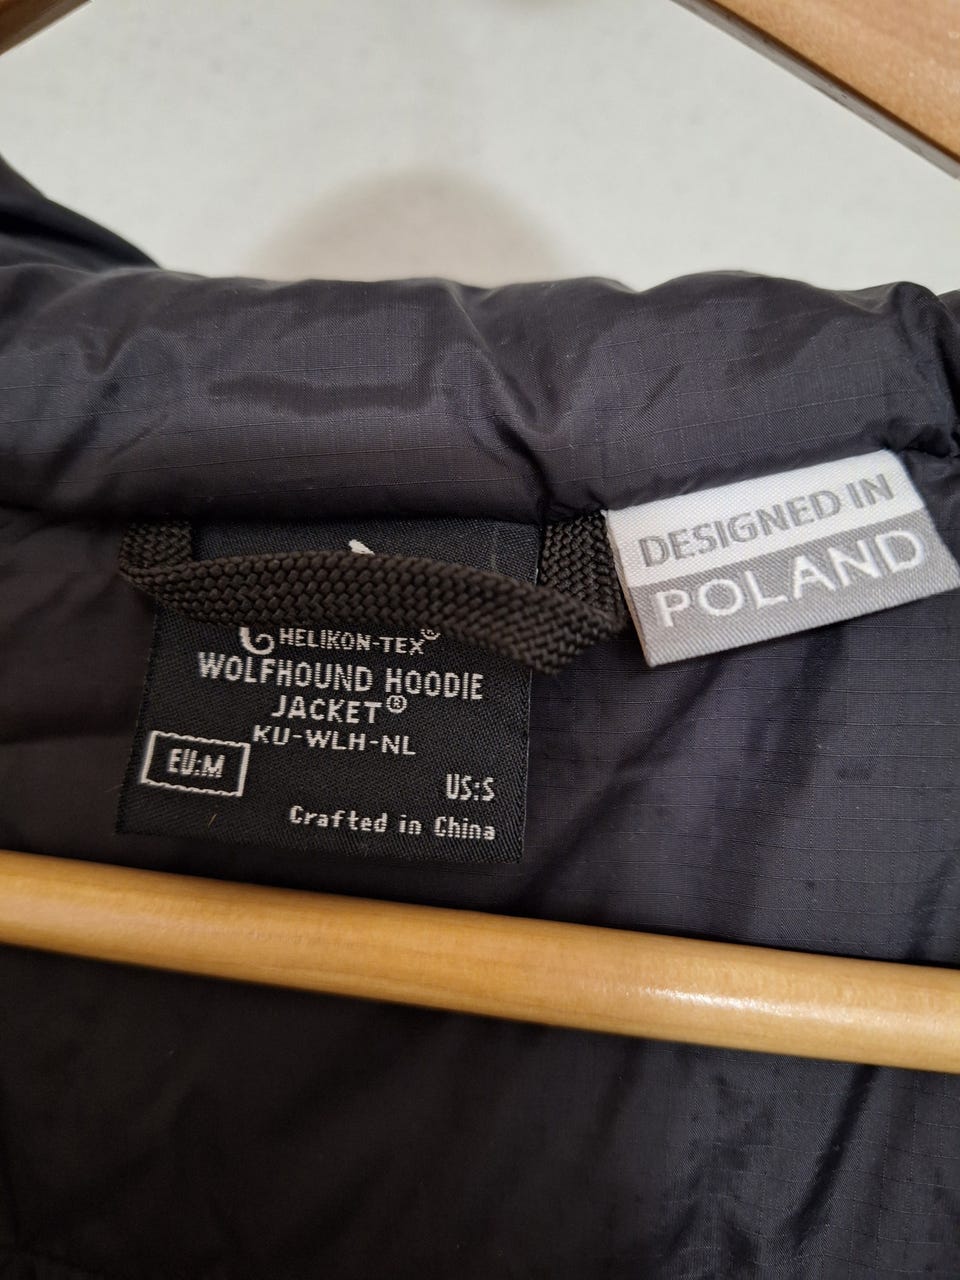 DESIGNED IN
POLAND
HELIKON-TEX®
WOLFHOUND HOODIE
JACKET®
KU-WLH-NL
EU:M
US:S
Crafted in China